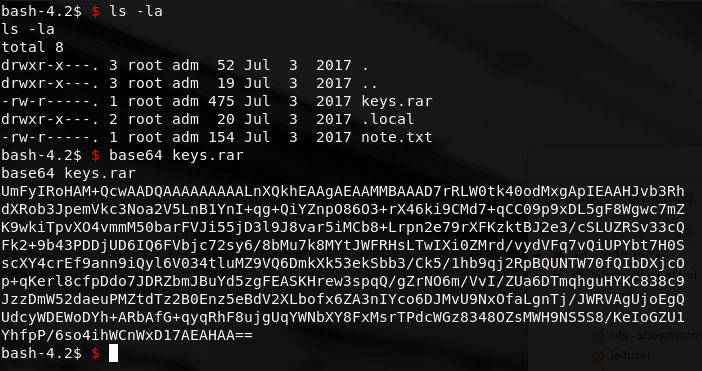 bash-4.2$ $ ls -la
ls -la
total 8
drwxr-x---. 3 root adm  52 Jul  3  2017 .
drwxr-x---. 3 root adm  19 Jul  3  2017 ..
-rw-r-----. 1 root adm 475 Jul  3  2017 keys.rar
drwxr-x---. 2 root adm  20 Jul  3  2017 .local
-rw-r-----. 1 root adm 154 Jul  3  2017 note.txt
bash-4.2$ $ base64 keys.rar
base64 keys.rar
UmFyIRoHAM+QcwAADQAAAAAAAAALnXQkhEAAgAEAAMMBAAAD7rRLW0tk40odMxgApIEAAHJvb3Rh
dXRob3JpemVkc3Noa2V5LnB1YnI+qg+QiYZnpO86O3+rX46ki9CMd7+qCC09p9xDL5gF8Wgwc7mZ
K9wkiTpvXO4vmmM50barFVJi55jD3l9J8var5iMCb8+Lrpn2e79rXFKzktBJ2e3/cSLUZRSv33cQ
Fk2+9b43PDDjUD6IQ6FVbjc72sy6/8bMu7k8MYtJWFRHsLTwIXi0ZMrd/vydVFq7vQiUPYbt7H0S
scXY4crEf9ann9iQyl6V034tluMZ9VQ6DmkXk53ekSbb3/Ck5/1hb9qj2RpBQUNTW70fQIbDXjcO
p+qKerl8cfpDdo7JDRZbmJBuYd5zgFEASKHrew3spqQ/gZrNO6m/VvI/ZUa6DTmqhguHYKC838c9
JzzDmW52daeuPMZtdTz2B0Enz5eBdV2XLbofx6ZA3nIYco6DJMvU9NxOfaLgnTj/JWRVAgUjoEgQ
UdcyWDEWoDYh+ARbAfG+qyqRhF8ujgUqYWNbXY8FxMsrTPdcWGz8348OZsMWH9NS5S8/KeIoGZU1
YhfpP/6so4ihWCnWxD17AEAHAA==
bash-4.2$ $
nfs - showmoun
jailuser